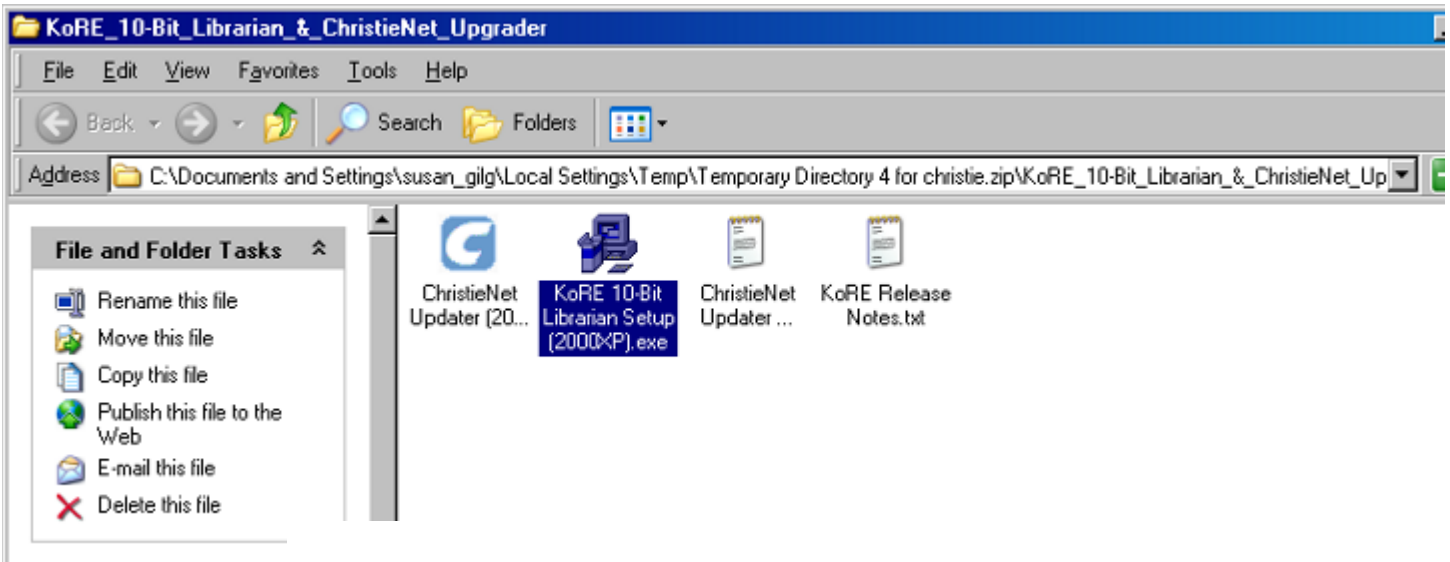 KoRE_10-Bit_Librarian_&_ChristieNet_Upgrader
File Edit View Favorites Tools Help
Back Search Folders
Address C:\Documents and Settings\susan_gilg\Local Settings\Temp\Temporary Directory 4 for christie.zip\KoRE_10-Bit_Librarian_&_ChristieNet_Up
File and Folder Tasks
Rename this file
Move this file
Copy this file
Publish this file to the
Web
E-mail this file
Delete this file
ChristieNet
Updater (20...
KoRE 10-Bit
Librarian Setup
(2000XP).exe
ChristieNet
Updater ...
KoRE Release
Notes.txt